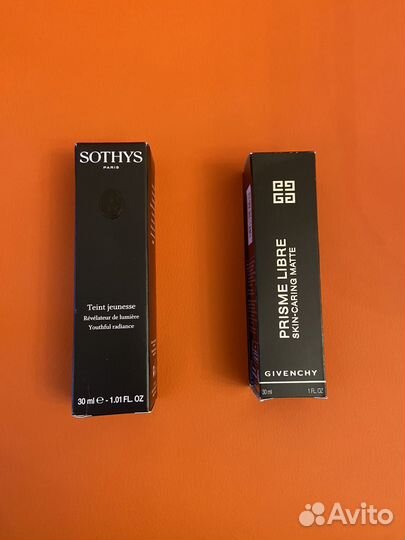 SOTHYS
PARIS
Teint jeunesse
Révélateur de lumière
Youthful radiance
30 ml ℮ - 1.01 FL. OZ
PRISME LIBRE
SKIN-CARING MATTE
GIVENCHY
30 ml
1 FL. OZ
Avito